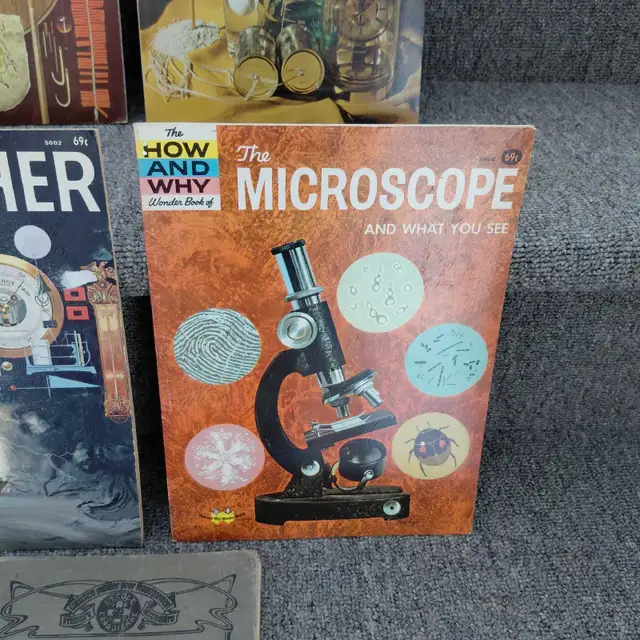 5002 69¢
HER
The
HOW
AND
WHY
Wonder Book of
The
69¢
MICROSCOPE
AND WHAT YOU SEE